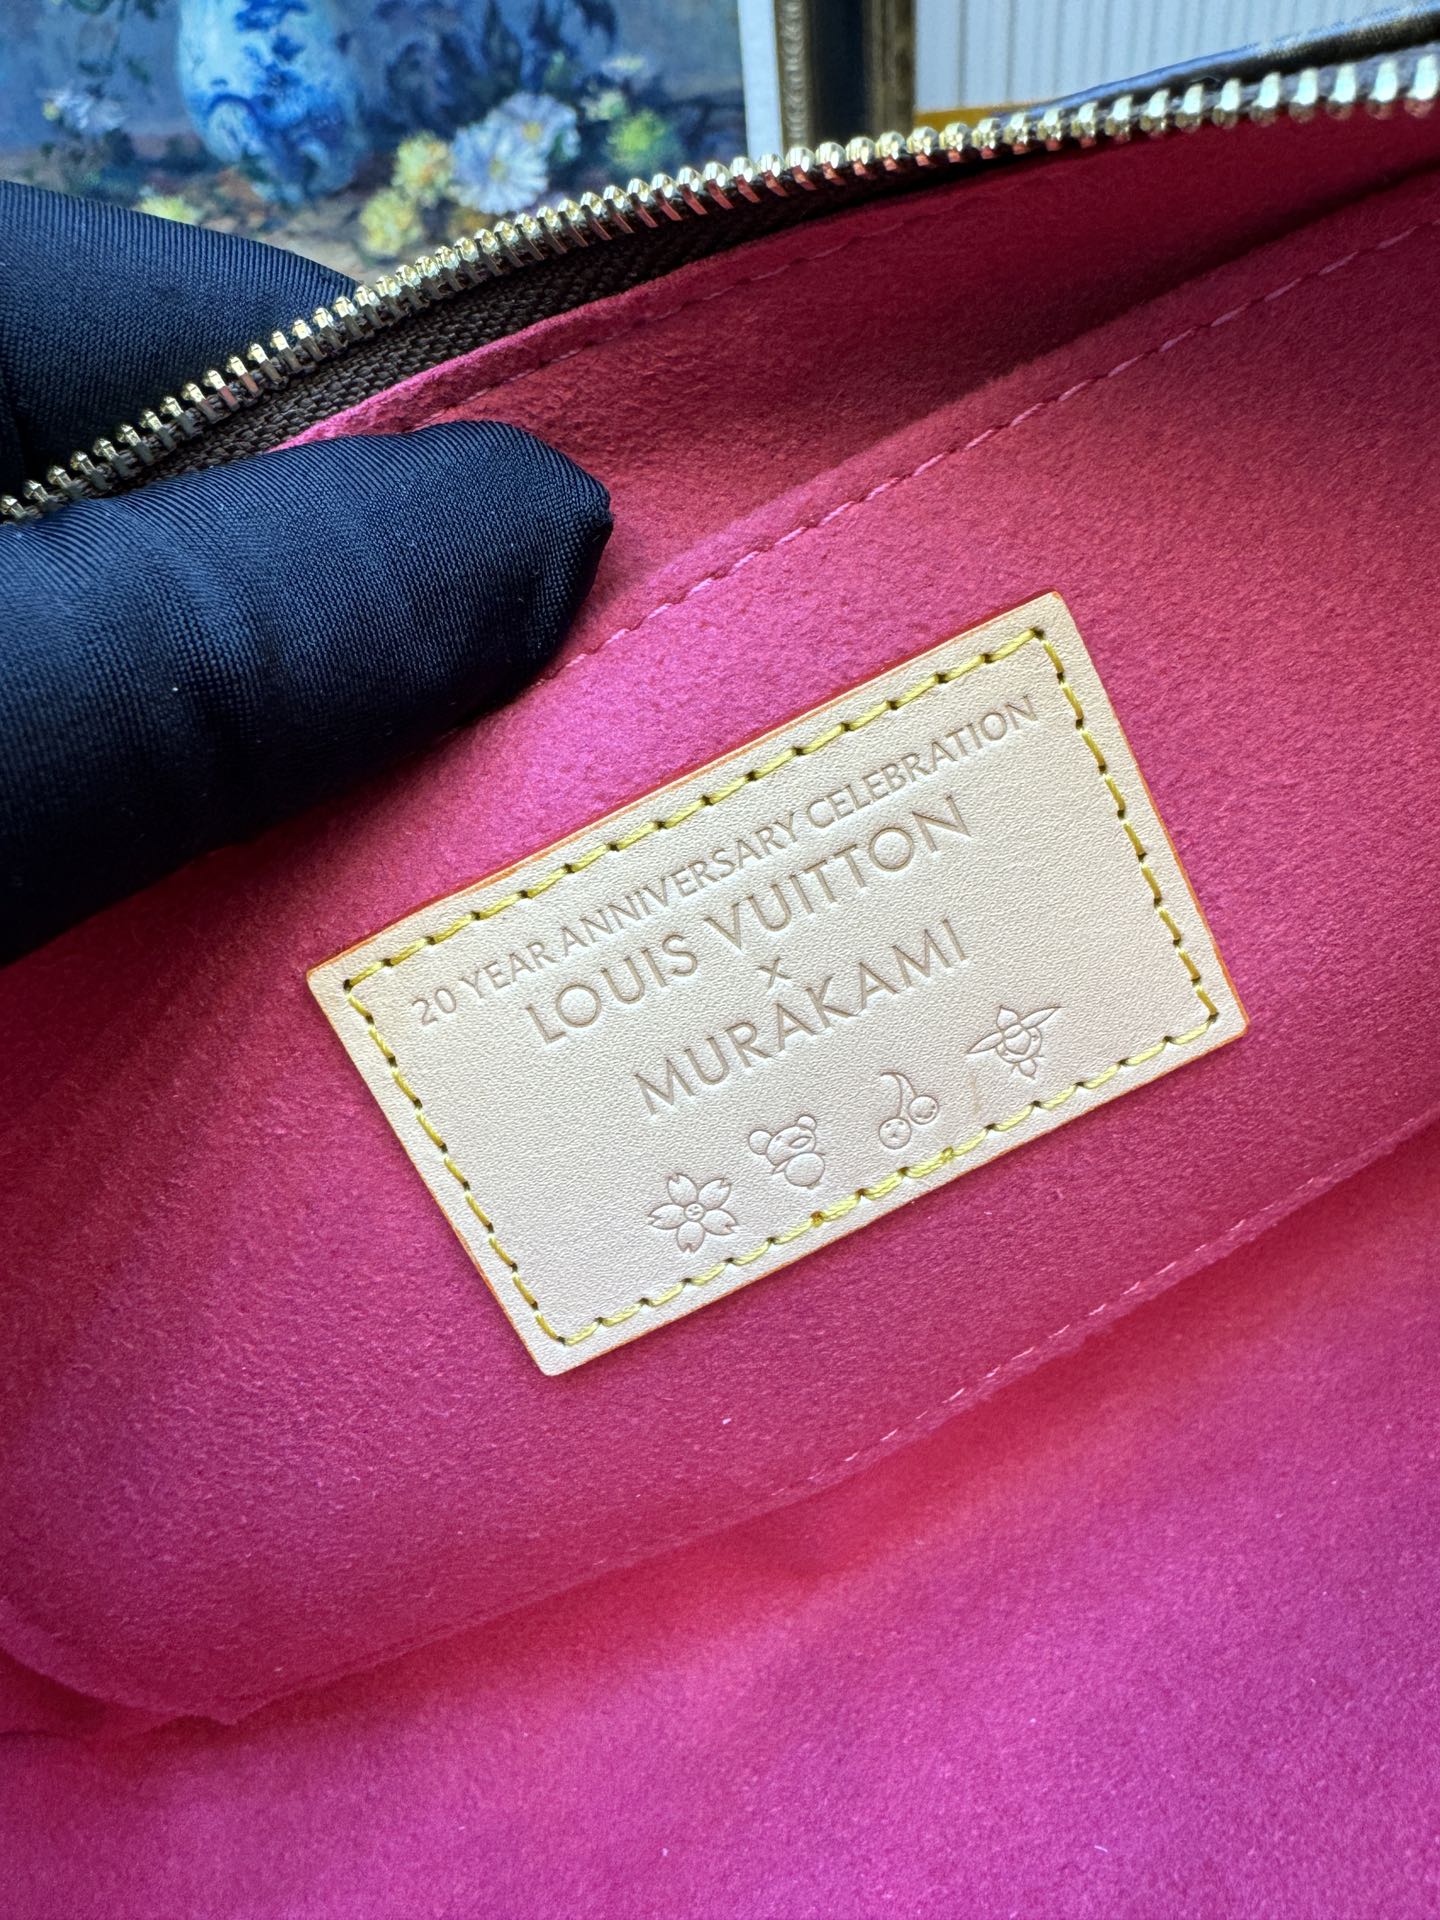 20 YEAR ANNIVERSARY CELEBRATION
LOUIS VUITTON
×
MURAKAMI